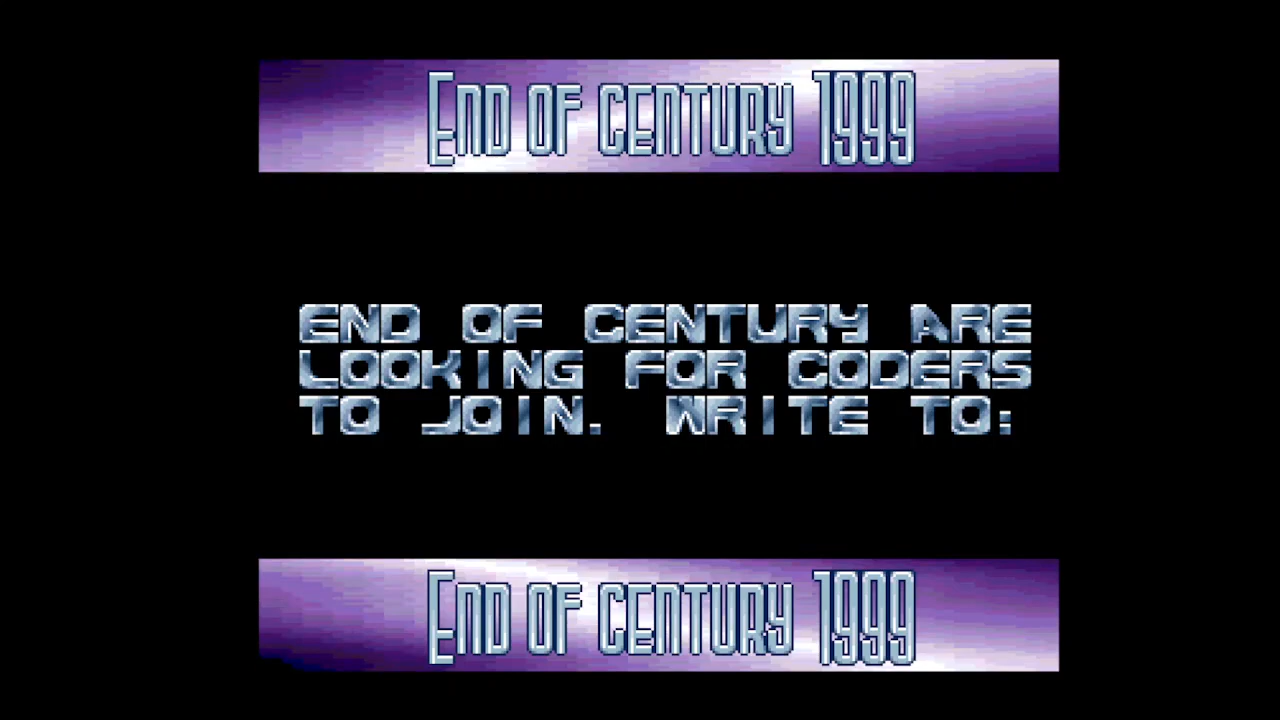 END OF CENTURY 1999
END OF CENTURY ARE
LOOKING FOR CODERS
TO JOIN. WRITE TO:
END OF CENTURY 1999